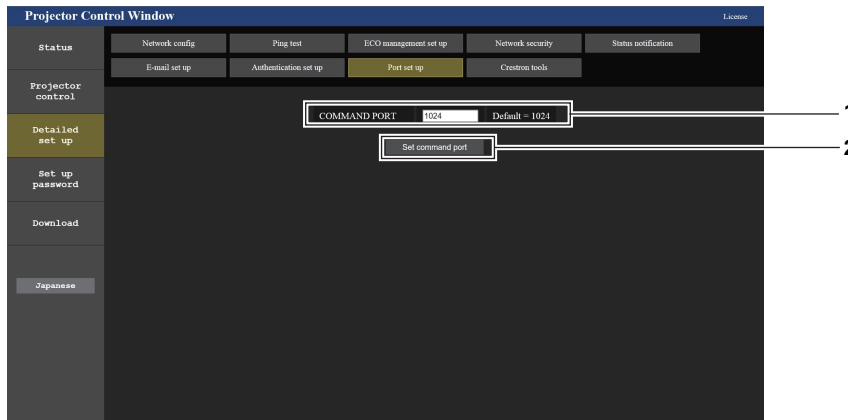 Projector Control Window
License
Status
Network config
Ping test
ECO management set up
Network security
Status notification
E-mail set up
Authentication set up
Port set up
Crestron tools
Projector
control
Detailed
set up
Set up
password
Download
Japanese
COMMAND PORT 1024 Default = 1024
Set command port
1
2